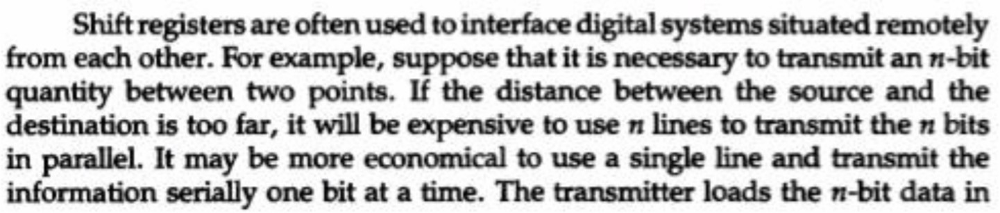 Shift registers are often used to interface digital systems situated remotely
from each other. For example, suppose that it is necessary to transmit an n-bit
quantity between two points. If the distance between the source and the
destination is too far, it will be expensive to use n lines to transmit the n bits
in parallel. It may be more economical to use a single line and transmit the
information serially one bit at a time. The transmitter loads the n-bit data in